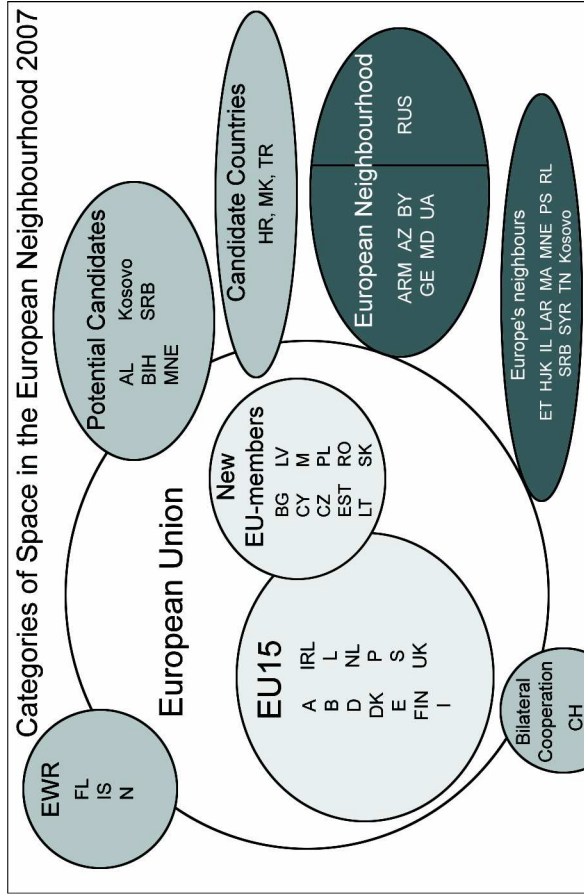 Categories of Space in the European Neighbourhood 2007
EWR
FL
IS
N
European Union
Potential Candidates
AL Kosovo
BIH SRB
MNE
Candidate Countries
HR, MK, TR
EU15
A IRL
B L
D NL
DK P
E S
FIN UK
I
New
EU-members
BG LV
CY M
CZ PL
EST RO
LT SK
European Neighbourhood
ARM AZ BY
GE MD UA
RUS
Bilateral
Cooperation
CH
Europe's neighbours
ET HJK IL LAR MA MNE PS RL
SRB SYR TN Kosovo